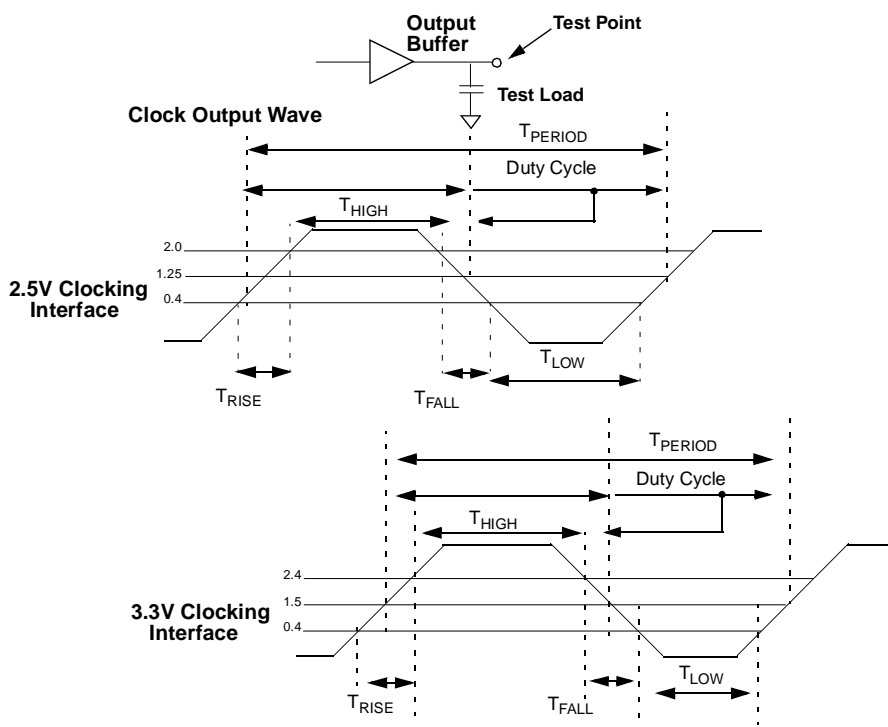 Output
Buffer
Test Point
Test Load
Clock Output Wave
TPERIOD
Duty Cycle
THIGH
2.0
1.25
0.4
2.5V Clocking
Interface
TLOW
TRISE
TFALL
TPERIOD
Duty Cycle
THIGH
2.4
1.5
0.4
3.3V Clocking
Interface
TLOW
TRISE
TFALL